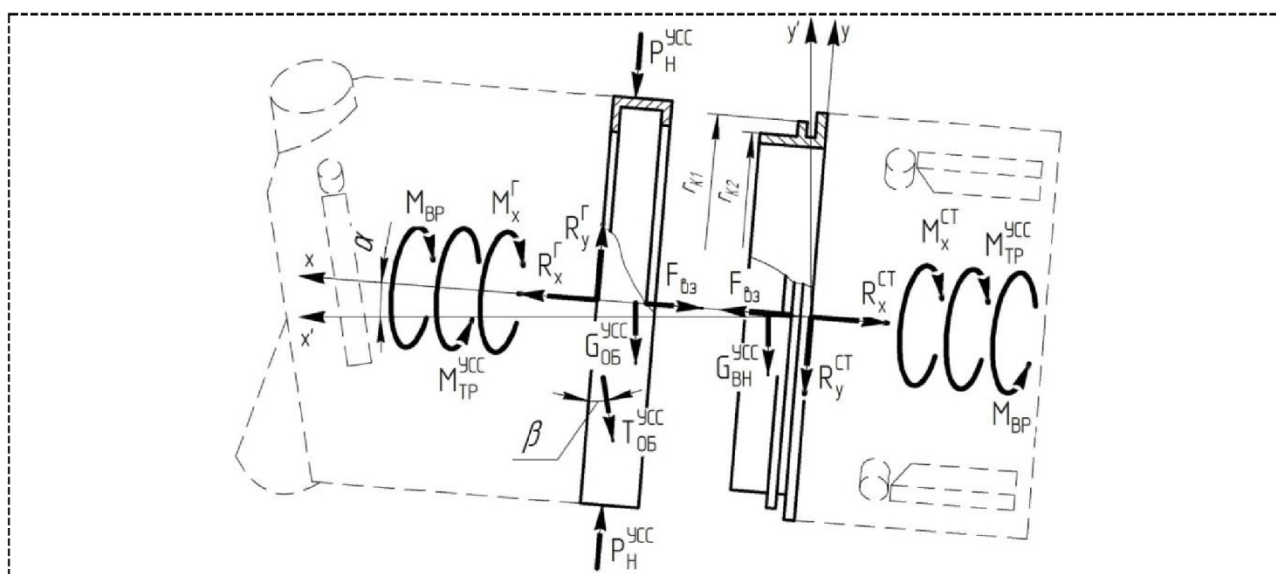 P_Н^УСС
y' y
r_К1
r_К2
M_ВР
M_x^Г
R_y^Г
M_x^СТ
M_ТР^УСС
α
R_x^Г
F_вз
F_вз
R_x^СТ
x
x'
G_ОБ^УСС
G_ВН^УСС
R_y^СТ
M_ТР^УСС
M_ВР
β
T_ОБ^УСС
P_Н^УСС